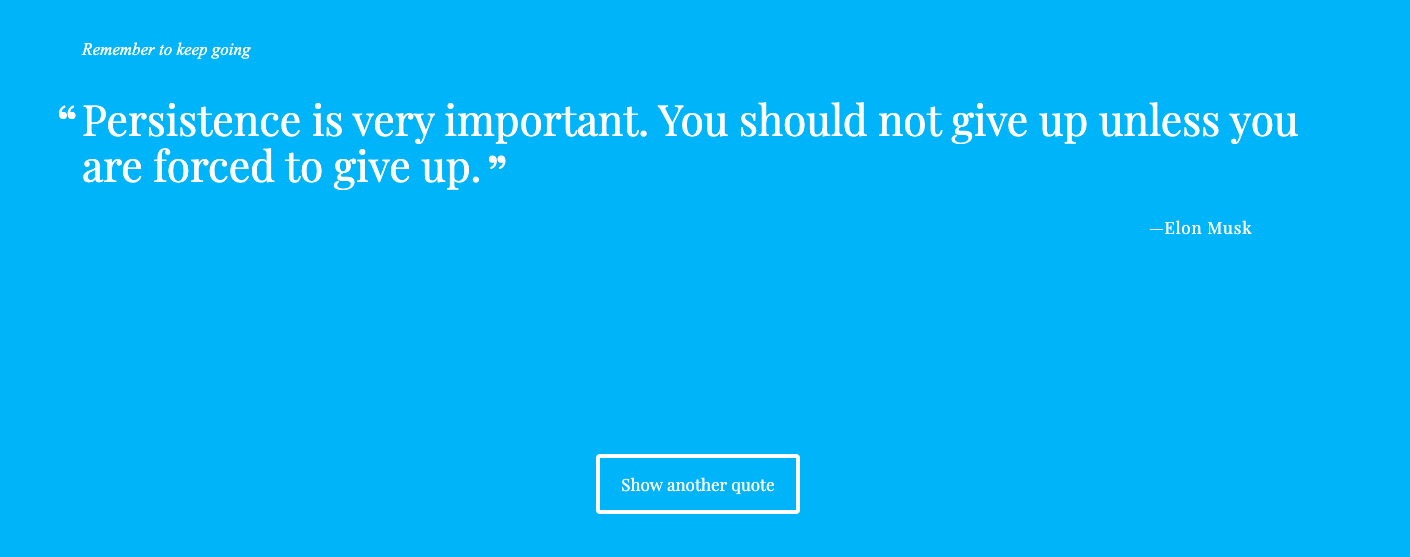 Remember to keep going
“Persistence is very important. You should not give up unless you
are forced to give up.”
—Elon Musk
Show another quote